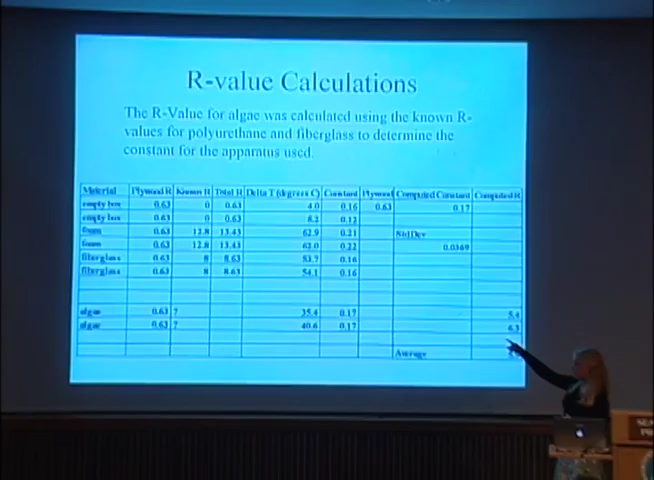 R-value Calculations
The R-Value for algae was calculated using the known R-
values for polyurethane and fiberglass to determine the
constant for the apparatus used.
Material Plywood R Known R Total R Delta T (degrees C) Constant Plywood Computed Constant Computed R
empty box 0.63 0 0.63 4.0 0.16 0.63 0.17
empty box 0.63 0 0.63 0.12
foam 0.63 12.8 13.43 62.9 0.21 Std Dev
foam 0.63 12.8 13.43 62.0 0.22 0.0369
fiberglass 0.63 8 8.63 53.7 0.16
fiberglass 0.63 8 8.63 54.1 0.16
algae 0.63 ? 35.4 0.17 5.4
algae 0.63 ? 40.6 0.17 6.3
Average